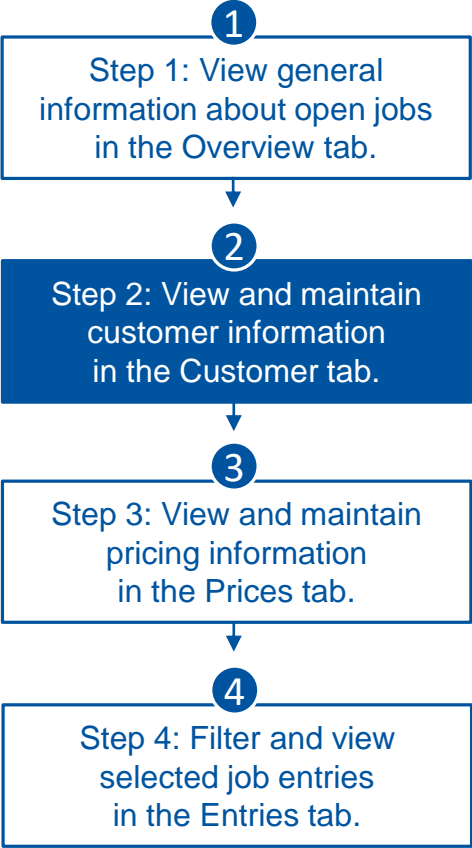 1
Step 1: View general
information about open jobs
in the Overview tab.
2
Step 2: View and maintain
customer information
in the Customer tab.
3
Step 3: View and maintain
pricing information
in the Prices tab.
4
Step 4: Filter and view
selected job entries
in the Entries tab.